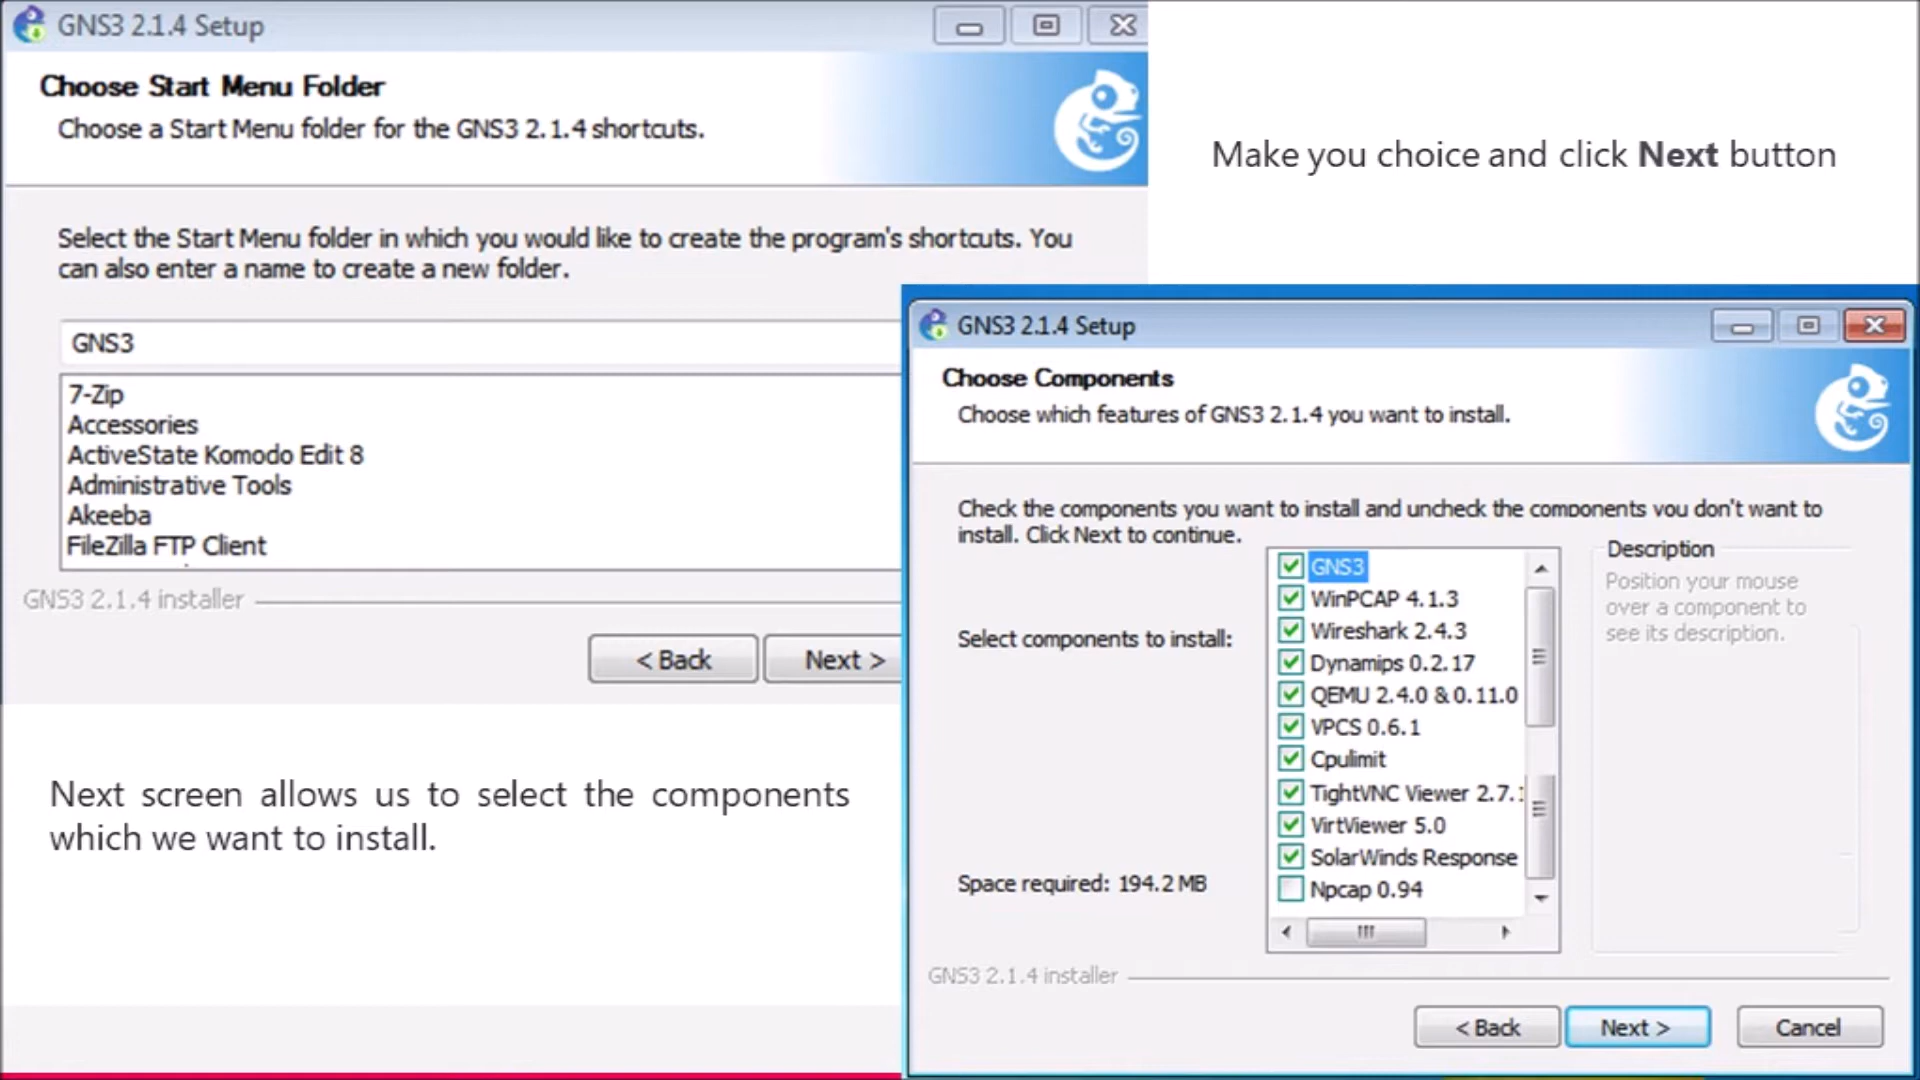 GNS3 2.1.4 Setup
Choose Start Menu Folder
Choose a Start Menu folder for the GNS3 2.1.4 shortcuts.
Select the Start Menu folder in which you would like to create the program's shortcuts. You
can also enter a name to create a new folder.
GNS3
7-Zip
Accessories
ActiveState Komodo Edit 8
Administrative Tools
Akeeba
FileZilla FTP Client
GNS3 2.1.4 installer
< Back
Next >
Make you choice and click Next button
Next screen allows us to select the components
which we want to install.
GNS3 2.1.4 Setup
Choose Components
Choose which features of GNS3 2.1.4 you want to install.
Check the components you want to install and uncheck the components you don't want to
install. Click Next to continue.
Select components to install:
GNS3
WinPCAP 4.1.3
Wireshark 2.4.3
Dynamips 0.2.17
QEMU 2.4.0 & 0.11.0
VPCS 0.6.1
Cpulimit
TightVNC Viewer 2.7.
VirtViewer 5.0
SolarWinds Response
Npcap 0.94
Description
Position your mouse
over a component to
see its description.
Space required: 194.2 MB
GNS3 2.1.4 installer
< Back
Next >
Cancel